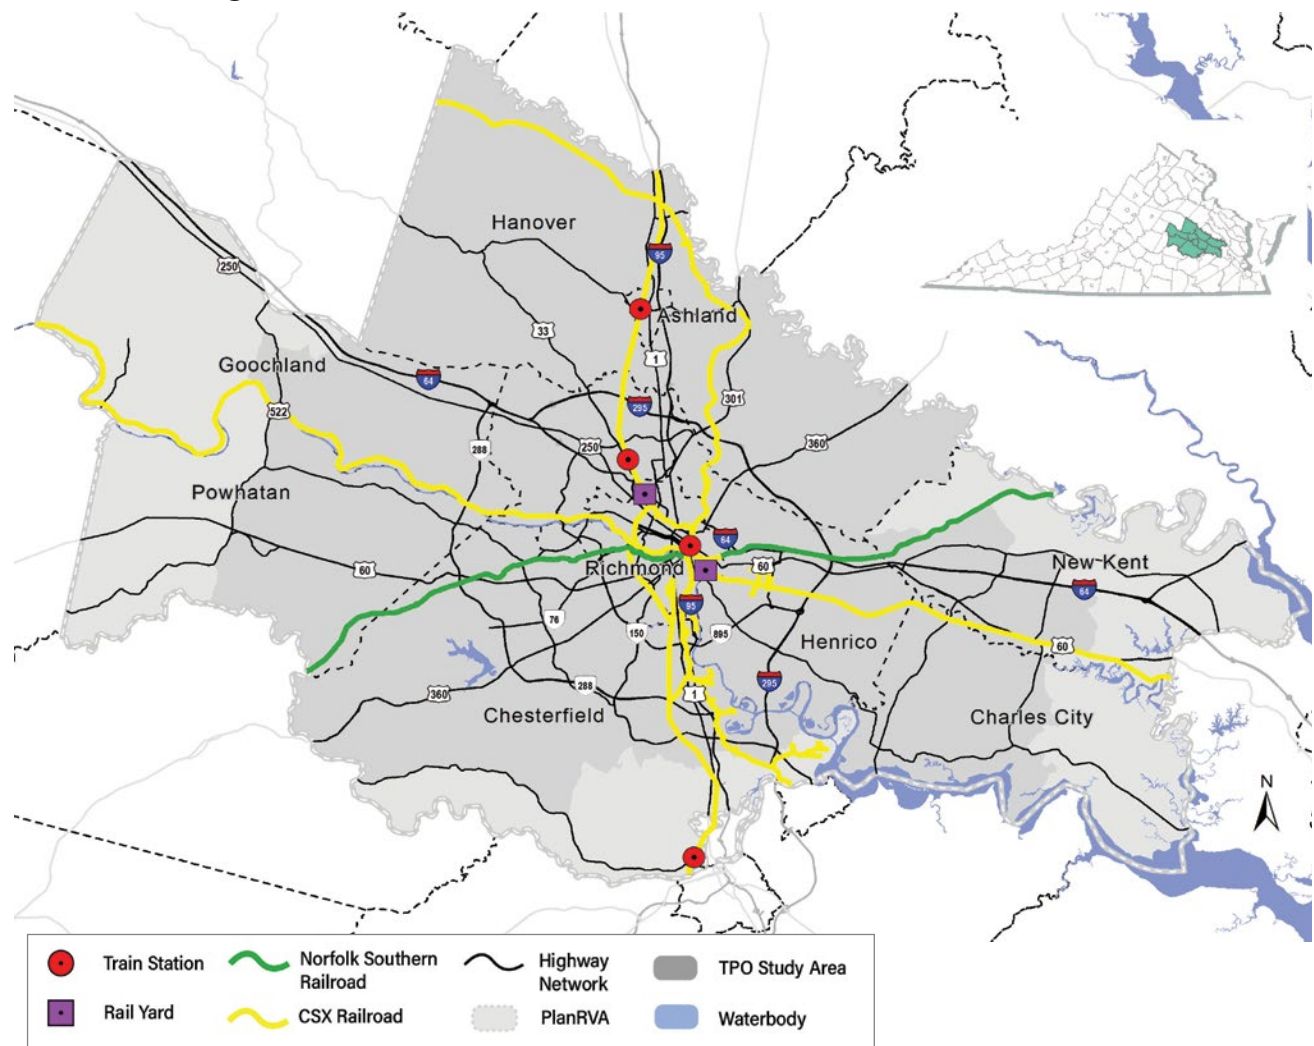 Hanover
95
250
Ashland
33
1
Goochland
64
301
295
522
360
250
288
Powhatan
64
Richmond
60
New Kent
60
64
95
76
150
895
Henrico
60
295
288
360
1
Chesterfield
Charles City
N
Train Station
Norfolk Southern
Railroad
Highway
Network
TPO Study Area
Rail Yard
CSX Railroad
PlanRVA
Waterbody